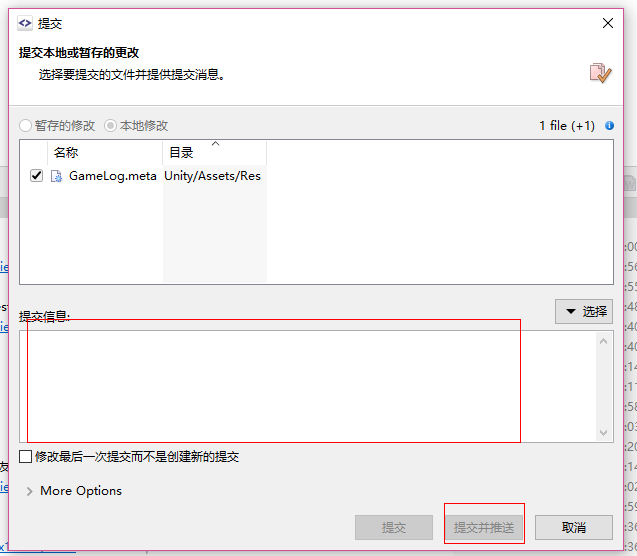 提交
提交本地或暂存的更改
选择要提交的文件并提供提交消息。
暂存的修改 本地修改 1 file (+1)
名称 目录
GameLog.meta Unity/Assets/Res
提交信息: 选择
修改最后一次提交而不是创建新的提交
More Options
提交 提交并推送 取消